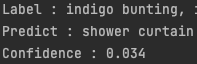 Label : indigo bunting,
Predict : shower curtain
Confidence : 0.034